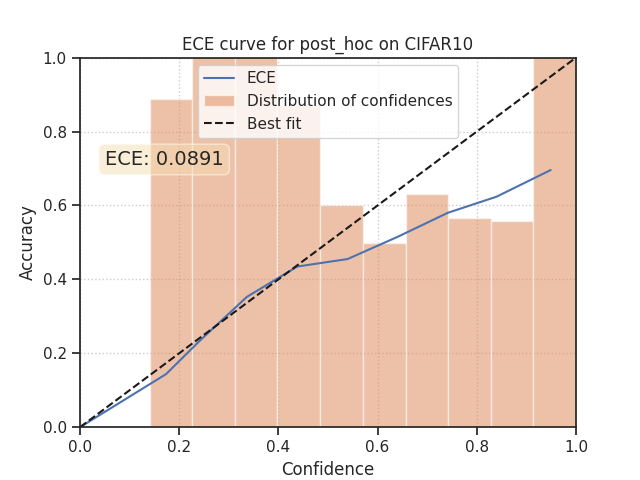 ECE curve for post_hoc on CIFAR10
1.0
0.8
0.6
0.4
0.2
0.0
Accuracy
ECE
Distribution of confidences
Best fit
ECE: 0.0891
0.0
0.2
0.4
0.6
0.8
1.0
Confidence